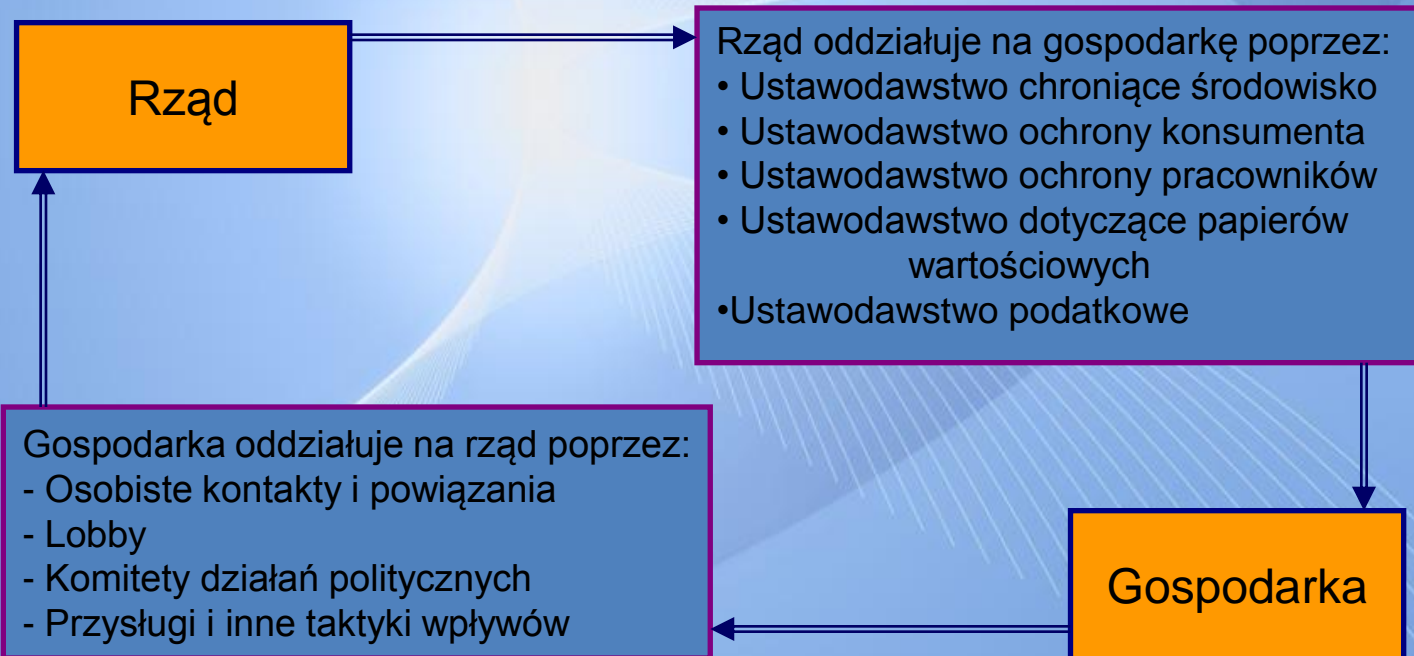 Rząd
Rząd oddziałuje na gospodarkę poprzez:
• Ustawodawstwo chroniące środowisko
• Ustawodawstwo ochrony konsumenta
• Ustawodawstwo ochrony pracowników
• Ustawodawstwo dotyczące papierów
wartościowych
•Ustawodawstwo podatkowe
Gospodarka oddziałuje na rząd poprzez:
- Osobiste kontakty i powiązania
- Lobby
- Komitety działań politycznych
- Przysługi i inne taktyki wpływów
Gospodarka